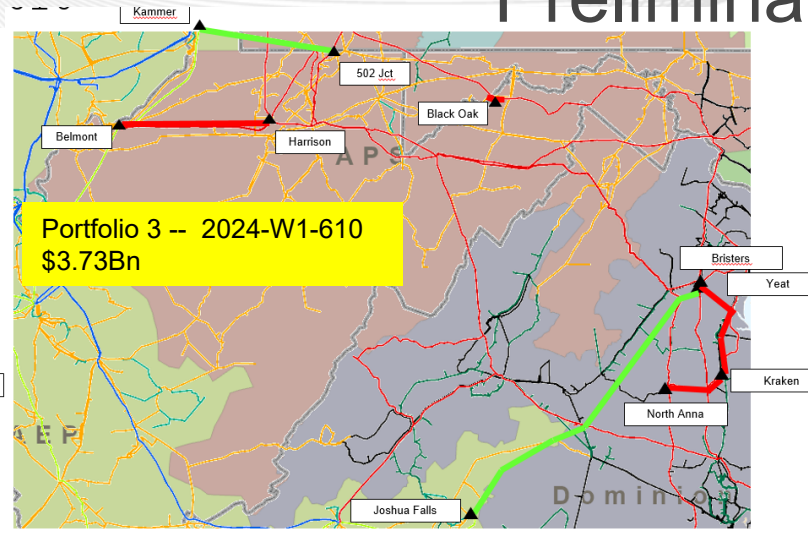 Prelimina
Kammer
502 Jct
Black Oak
Belmont
Harrison
APS
Portfolio 3 -- 2024-W1-610
$3.73Bn
Bristers
Yeat
Kraken
North Anna
AEP
Dominion
Joshua Falls